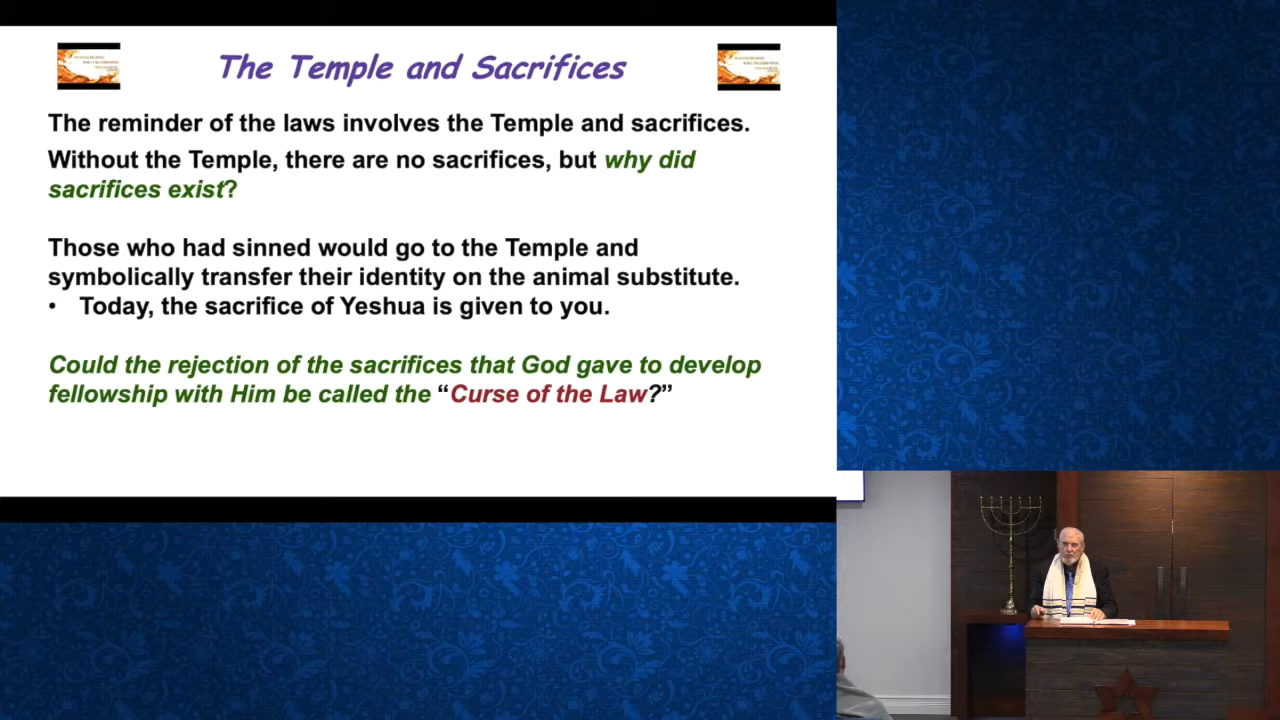 The Temple and Sacrifices
The reminder of the laws involves the Temple and sacrifices.
Without the Temple, there are no sacrifices, but why did
sacrifices exist?
Those who had sinned would go to the Temple and
symbolically transfer their identity on the animal substitute.
• Today, the sacrifice of Yeshua is given to you.
Could the rejection of the sacrifices that God gave to develop
fellowship with Him be called the “Curse of the Law?”